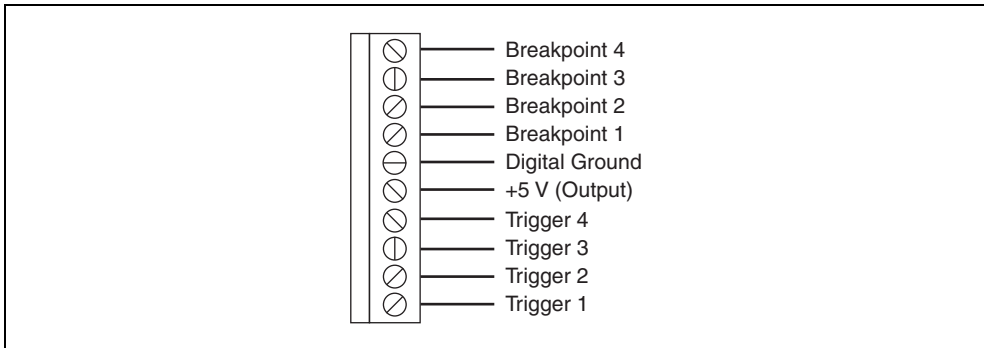 Breakpoint 4
Breakpoint 3
Breakpoint 2
Breakpoint 1
Digital Ground
+5 V (Output)
Trigger 4
Trigger 3
Trigger 2
Trigger 1